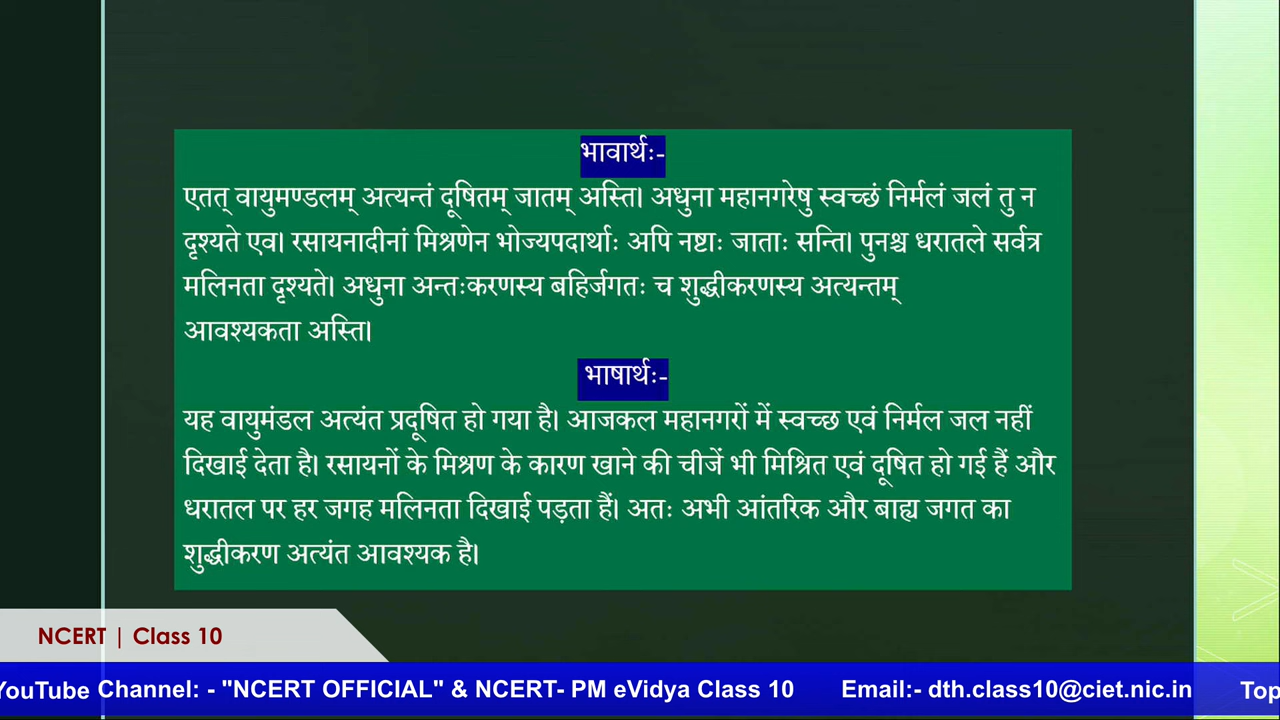 भावार्थः-
एतत् वायुमण्डलम् अत्यन्तं दूषितम् जातम् अस्ति। अधुना महानगरेषु स्वच्छं निर्मलं जलं तु न
दृश्यते एव। रसायनादीनां मिश्रणेन भोज्यपदार्थाः अपि नष्टाः जाताः सन्ति। पुनश्च धरातले सर्वत्र
मलिनता दृश्यते। अधुना अन्तःकरणस्य बहिर्जगतः च शुद्धीकरणस्य अत्यन्तम्
आवश्यकता अस्ति।
भाषार्थः-
यह वायुमंडल अत्यंत प्रदूषित हो गया है। आजकल महानगरों में स्वच्छ एवं निर्मल जल नहीं
दिखाई देता है। रसायनों के मिश्रण के कारण खाने की चीजें भी मिश्रित एवं दूषित हो गई हैं और
धरातल पर हर जगह मलिनता दिखाई पड़ता हैं। अतः अभी आंतरिक और बाह्य जगत का
शुद्धीकरण अत्यंत आवश्यक है।
NCERT | Class 10
YouTube Channel: - "NCERT OFFICIAL" & NCERT- PM eVidya Class 10 Email:- dth.class10@ciet.nic.in Top